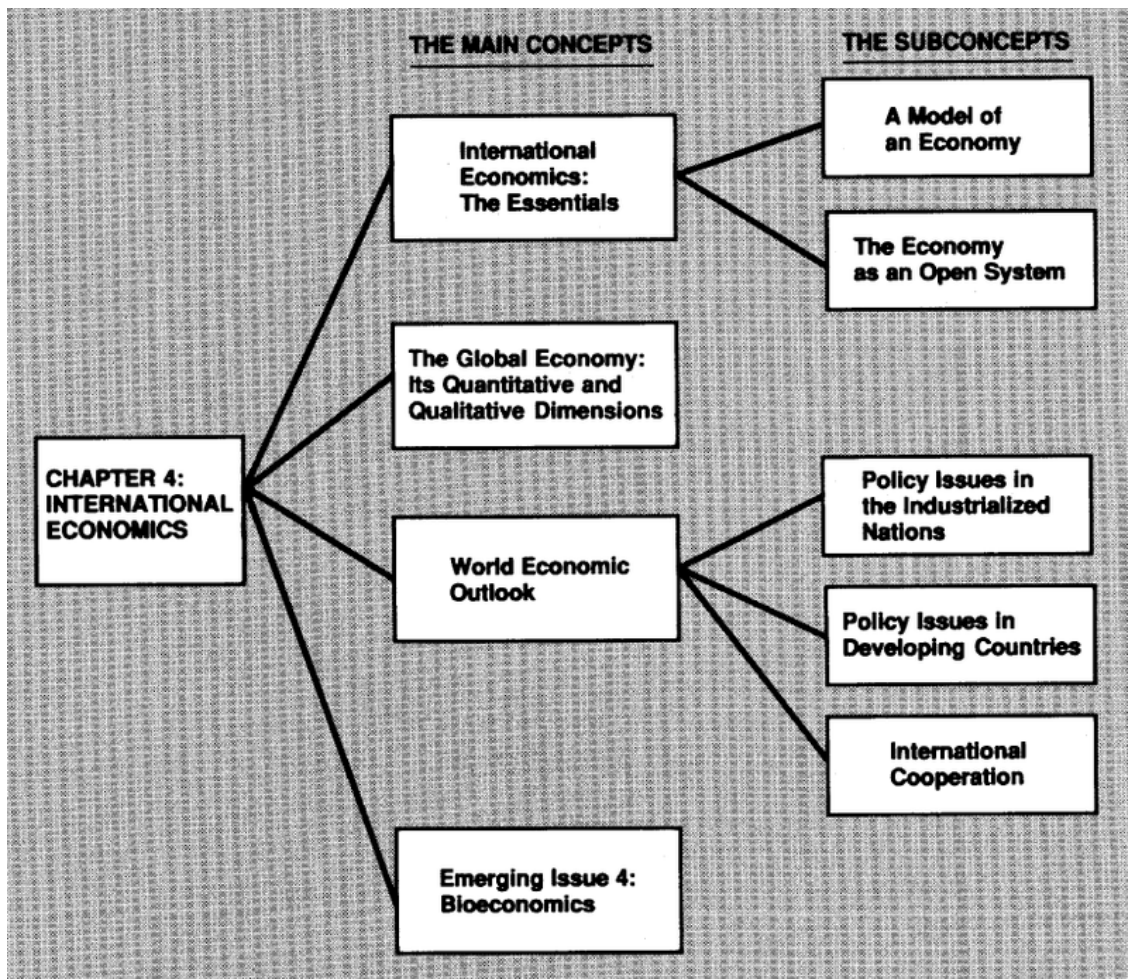 THE MAIN CONCEPTS
THE SUBCONCEPTS
CHAPTER 4:
INTERNATIONAL
ECONOMICS
International
Economics:
The Essentials
A Model of
an Economy
The Economy
as an Open System
The Global Economy:
Its Quantitative and
Qualitative Dimensions
World Economic
Outlook
Policy Issues in
the Industrialized
Nations
Policy Issues in
Developing Countries
International
Cooperation
Emerging Issue 4:
Bioeconomics